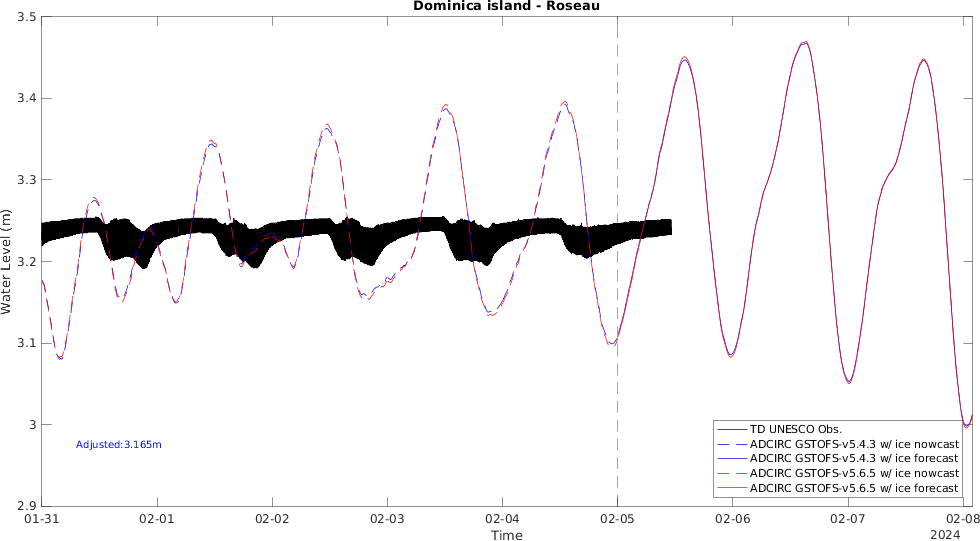 Dominica island - Roseau
3.5
3.4
3.3
3.2
3.1
3
2.9
Water Level (m)
Adjusted:3.165m
TD UNESCO Obs.
ADCIRC GSTOFS-v5.4.3 w/ ice nowcast
ADCIRC GSTOFS-v5.4.3 w/ ice forecast
ADCIRC GSTOFS-v5.6.5 w/ ice nowcast
ADCIRC GSTOFS-v5.6.5 w/ ice forecast
01-31 02-01 02-02 02-03 02-04 02-05 02-06 02-07 02-08
Time 2024